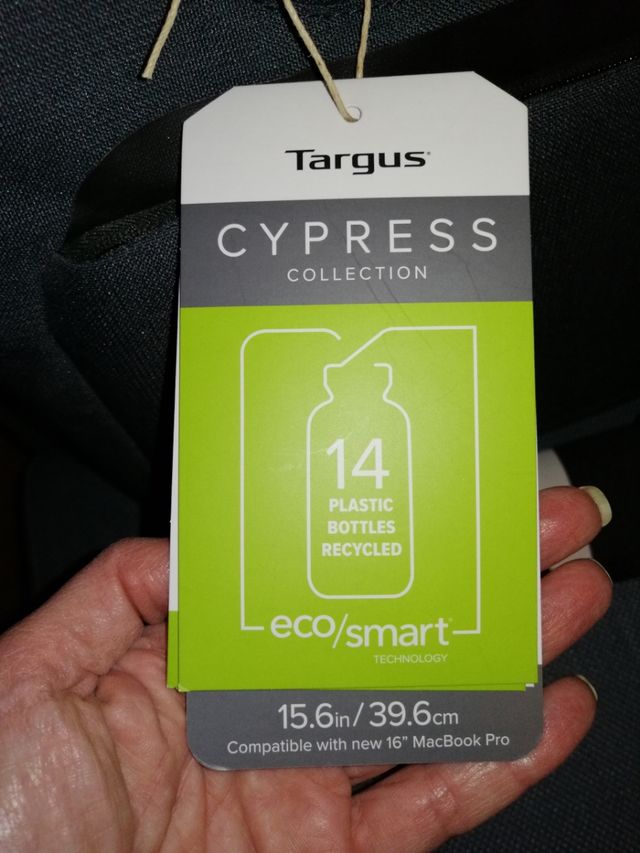 Targus
CYPRESS
COLLECTION
14
PLASTIC
BOTTLES
RECYCLED
eco/smart
TECHNOLOGY
15.6in/39.6cm
Compatible with new 16" MacBook Pro